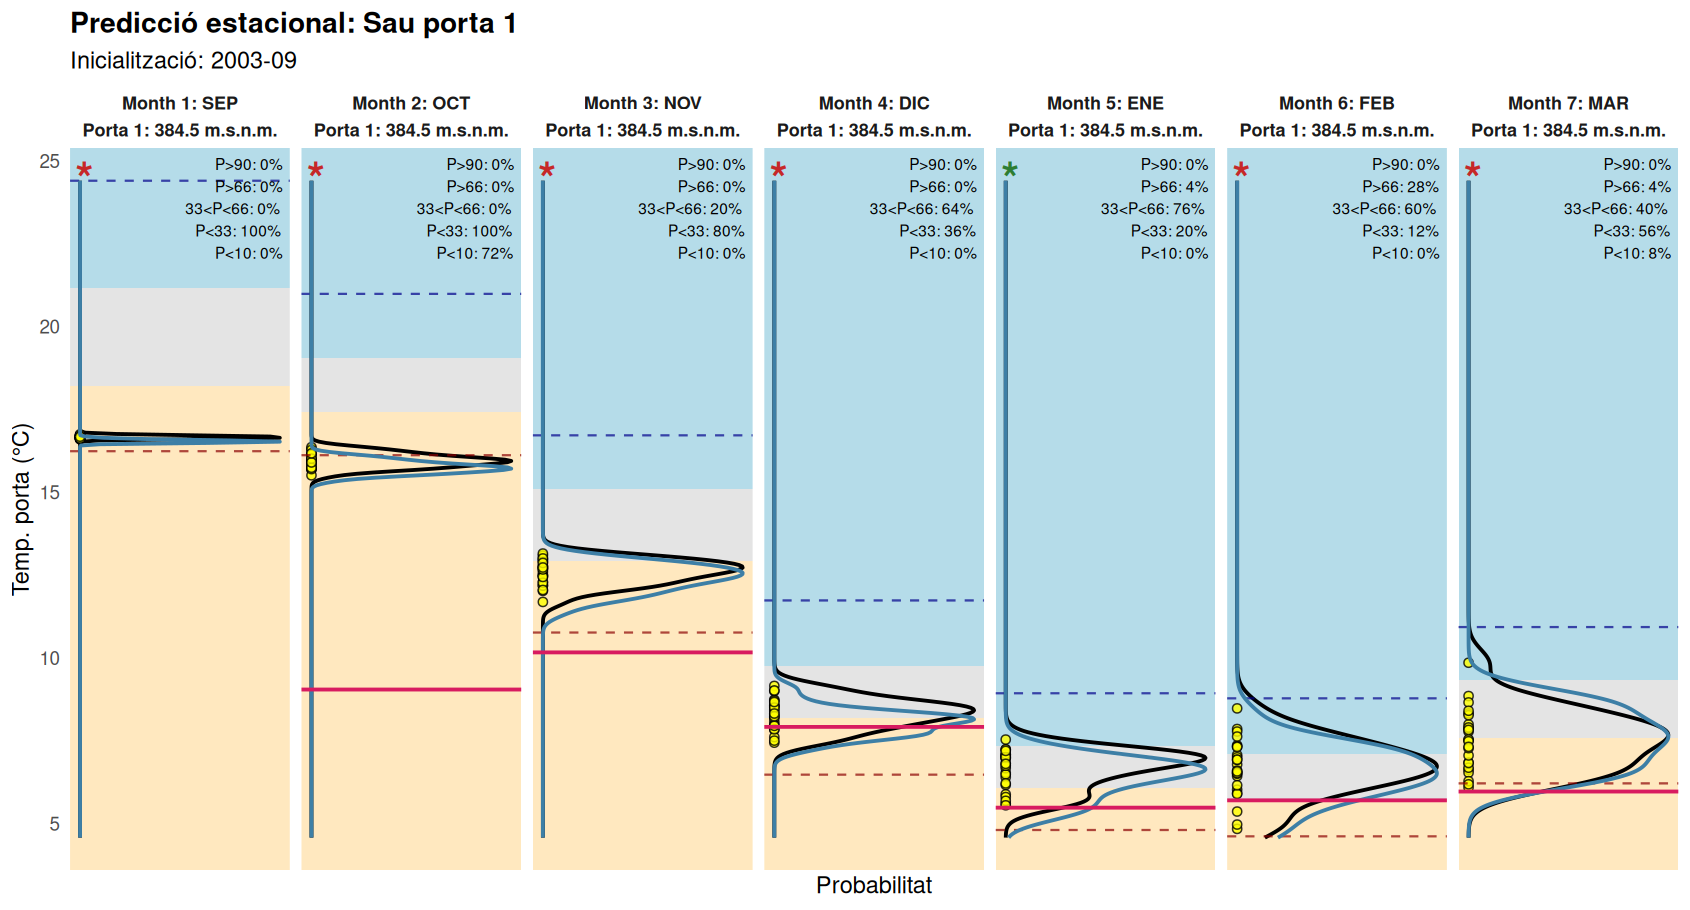 Predicció estacional: Sau porta 1
Inicialització: 2003-09
Month 1: SEP
Porta 1: 384.5 m.s.n.m.
Month 2: OCT
Porta 1: 384.5 m.s.n.m.
Month 3: NOV
Porta 1: 384.5 m.s.n.m.
Month 4: DIC
Porta 1: 384.5 m.s.n.m.
Month 5: ENE
Porta 1: 384.5 m.s.n.m.
Month 6: FEB
Porta 1: 384.5 m.s.n.m.
Month 7: MAR
Porta 1: 384.5 m.s.n.m.
*
P>90: 0%
P>66: 0%
33<P<66: 0%
P<33: 100%
P<10: 0%
*
P>90: 0%
P>66: 0%
33<P<66: 0%
P<33: 100%
P<10: 72%
*
P>90: 0%
P>66: 0%
33<P<66: 20%
P<33: 80%
P<10: 0%
*
P>90: 0%
P>66: 0%
33<P<66: 64%
P<33: 36%
P<10: 0%
*
P>90: 0%
P>66: 4%
33<P<66: 76%
P<33: 20%
P<10: 0%
*
P>90: 0%
P>66: 28%
33<P<66: 60%
P<33: 12%
P<10: 0%
*
P>90: 0%
P>66: 4%
33<P<66: 40%
P<33: 56%
P<10: 8%
25
20
15
10
5
Temp. porta (°C)
Probabilitat